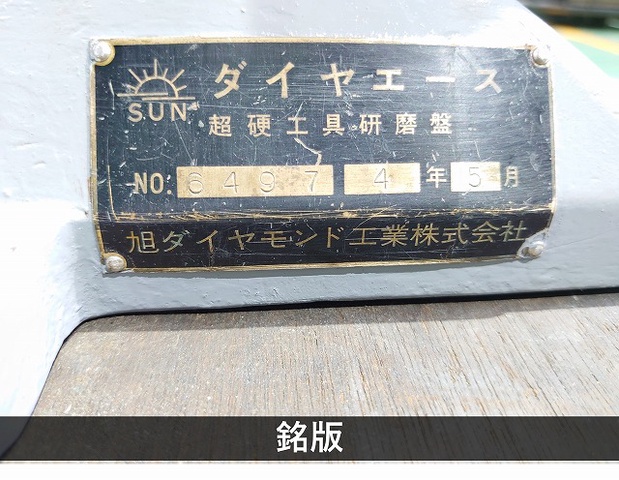 SUN ダイヤエース
超硬工具研磨盤
NO. 6497 4年5月
旭ダイヤモンド工業株式会社
銘版